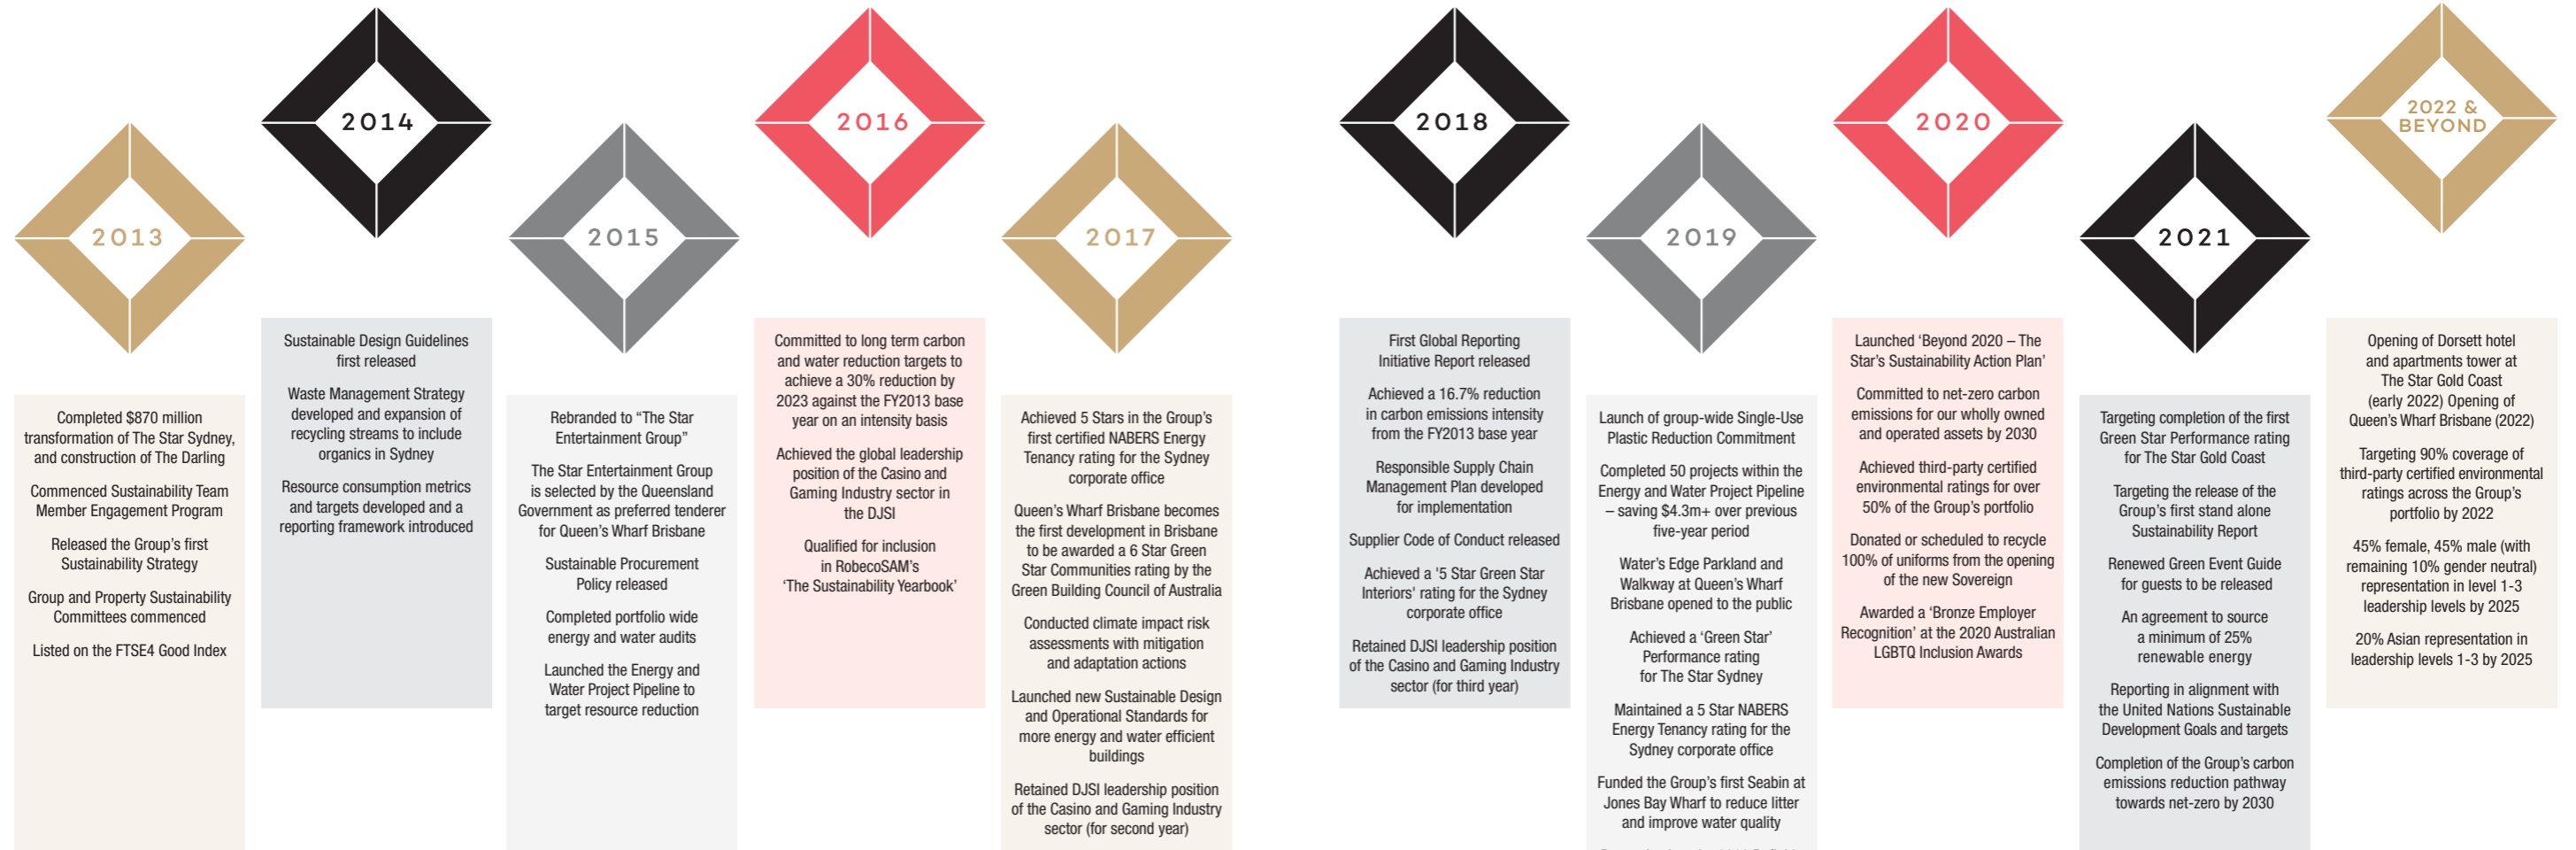 2013
Completed $870 million
transformation of The Star Sydney,
and construction of The Darling
Commenced Sustainability Team
Member Engagement Program
Released the Group's first
Sustainability Strategy
Group and Property Sustainability
Committees commenced
Listed on the FTSE4 Good Index
2014
Sustainable Design Guidelines
first released
Waste Management Strategy
developed and expansion of
recycling streams to include
organics in Sydney
Resource consumption metrics
and targets developed and a
reporting framework introduced
2015
Rebranded to “The Star
Entertainment Group”
The Star Entertainment Group
is selected by the Queensland
Government as preferred tenderer
for Queen's Wharf Brisbane
Sustainable Procurement
Policy released
Completed portfolio wide
energy and water audits
Launched the Energy and
Water Project Pipeline to
target resource reduction
2016
Committed to long term carbon
and water reduction targets to
achieve a 30% reduction by
2023 against the FY2013 base
year on an intensity basis
Achieved the global leadership
position of the Casino and
Gaming Industry sector in
the DJSI
Qualified for inclusion
in RobecoSAM's
‘The Sustainability Yearbook’
2017
Achieved 5 Stars in the Group's
first certified NABERS Energy
Tenancy rating for the Sydney
corporate office
Queen's Wharf Brisbane becomes
the first development in Brisbane
to be awarded a 6 Star Green
Star Communities rating by the
Green Building Council of Australia
Conducted climate impact risk
assessments with mitigation
and adaptation actions
Launched new Sustainable Design
and Operational Standards for
more energy and water efficient
buildings
Retained DJSI leadership position
of the Casino and Gaming Industry
sector (for second year)
2018
First Global Reporting
Initiative Report released
Achieved a 16.7% reduction
in carbon emissions intensity
from the FY2013 base year
Responsible Supply Chain
Management Plan developed
for implementation
Supplier Code of Conduct released
Achieved a ‘5 Star Green Star
Interiors’ rating for the Sydney
corporate office
Retained DJSI leadership position
of the Casino and Gaming Industry
sector (for third year)
2019
Launch of group-wide Single-Use
Plastic Reduction Commitment
Completed 50 projects within the
Energy and Water Project Pipeline
– saving $4.3m+ over previous
five-year period
Water's Edge Parkland and
Walkway at Queen's Wharf
Brisbane opened to the public
Achieved a ‘Green Star’
Performance rating
for The Star Sydney
Maintained a 5 Star NABERS
Energy Tenancy rating for the
Sydney corporate office
Funded the Group's first Seabin at
Jones Bay Wharf to reduce litter
and improve water quality
2020
Launched ‘Beyond 2020 – The
Star's Sustainability Action Plan’
Committed to net-zero carbon
emissions for our wholly owned
and operated assets by 2030
Achieved third-party certified
environmental ratings for over
50% of the Group's portfolio
Donated or scheduled to recycle
100% of uniforms from the opening
of the new Sovereign
Awarded a ‘Bronze Employer
Recognition’ at the 2020 Australian
LGBTQ Inclusion Awards
2021
Targeting completion of the first
Green Star Performance rating
for The Star Gold Coast
Targeting the release of the
Group's first stand alone
Sustainability Report
Renewed Green Event Guide
for guests to be released
An agreement to source
a minimum of 25%
renewable energy
Reporting in alignment with
the United Nations Sustainable
Development Goals and targets
Completion of the Group's carbon
emissions reduction pathway
towards net-zero by 2030
2022 &
BEYOND
Opening of Dorsett hotel
and apartments tower at
The Star Gold Coast
(early 2022) Opening of
Queen's Wharf Brisbane (2022)
Targeting 90% coverage of
third-party certified environmental
ratings across the Group's
portfolio by 2022
45% female, 45% male (with
remaining 10% gender neutral)
representation in level 1-3
leadership levels by 2025
20% Asian representation in
leadership levels 1-3 by 2025